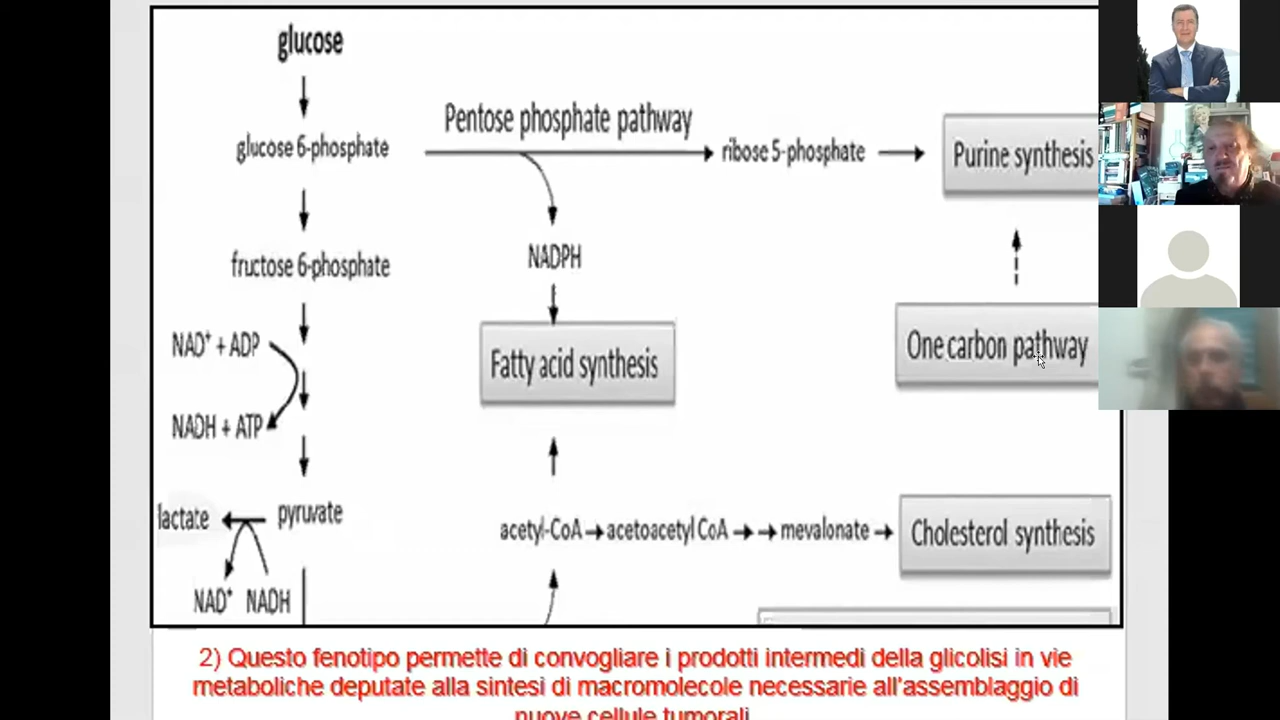 glucose
Pentose phosphate pathway
glucose 6-phosphate
ribose 5-phosphate
Purine synthesis
NADPH
fructose 6-phosphate
NAD⁺ + ADP
One carbon pathway
Fatty acid synthesis
NADH + ATP
lactate
pyruvate
acetyl-CoA
acetoacetyl CoA
mevalonate
Cholesterol synthesis
NAD⁺ NADH
2) Questo fenotipo permette di convogliare i prodotti intermedi della glicolisi in vie
metaboliche deputate alla sintesi di macromolecole necessarie all'assemblaggio di
nuove cellule tumorali